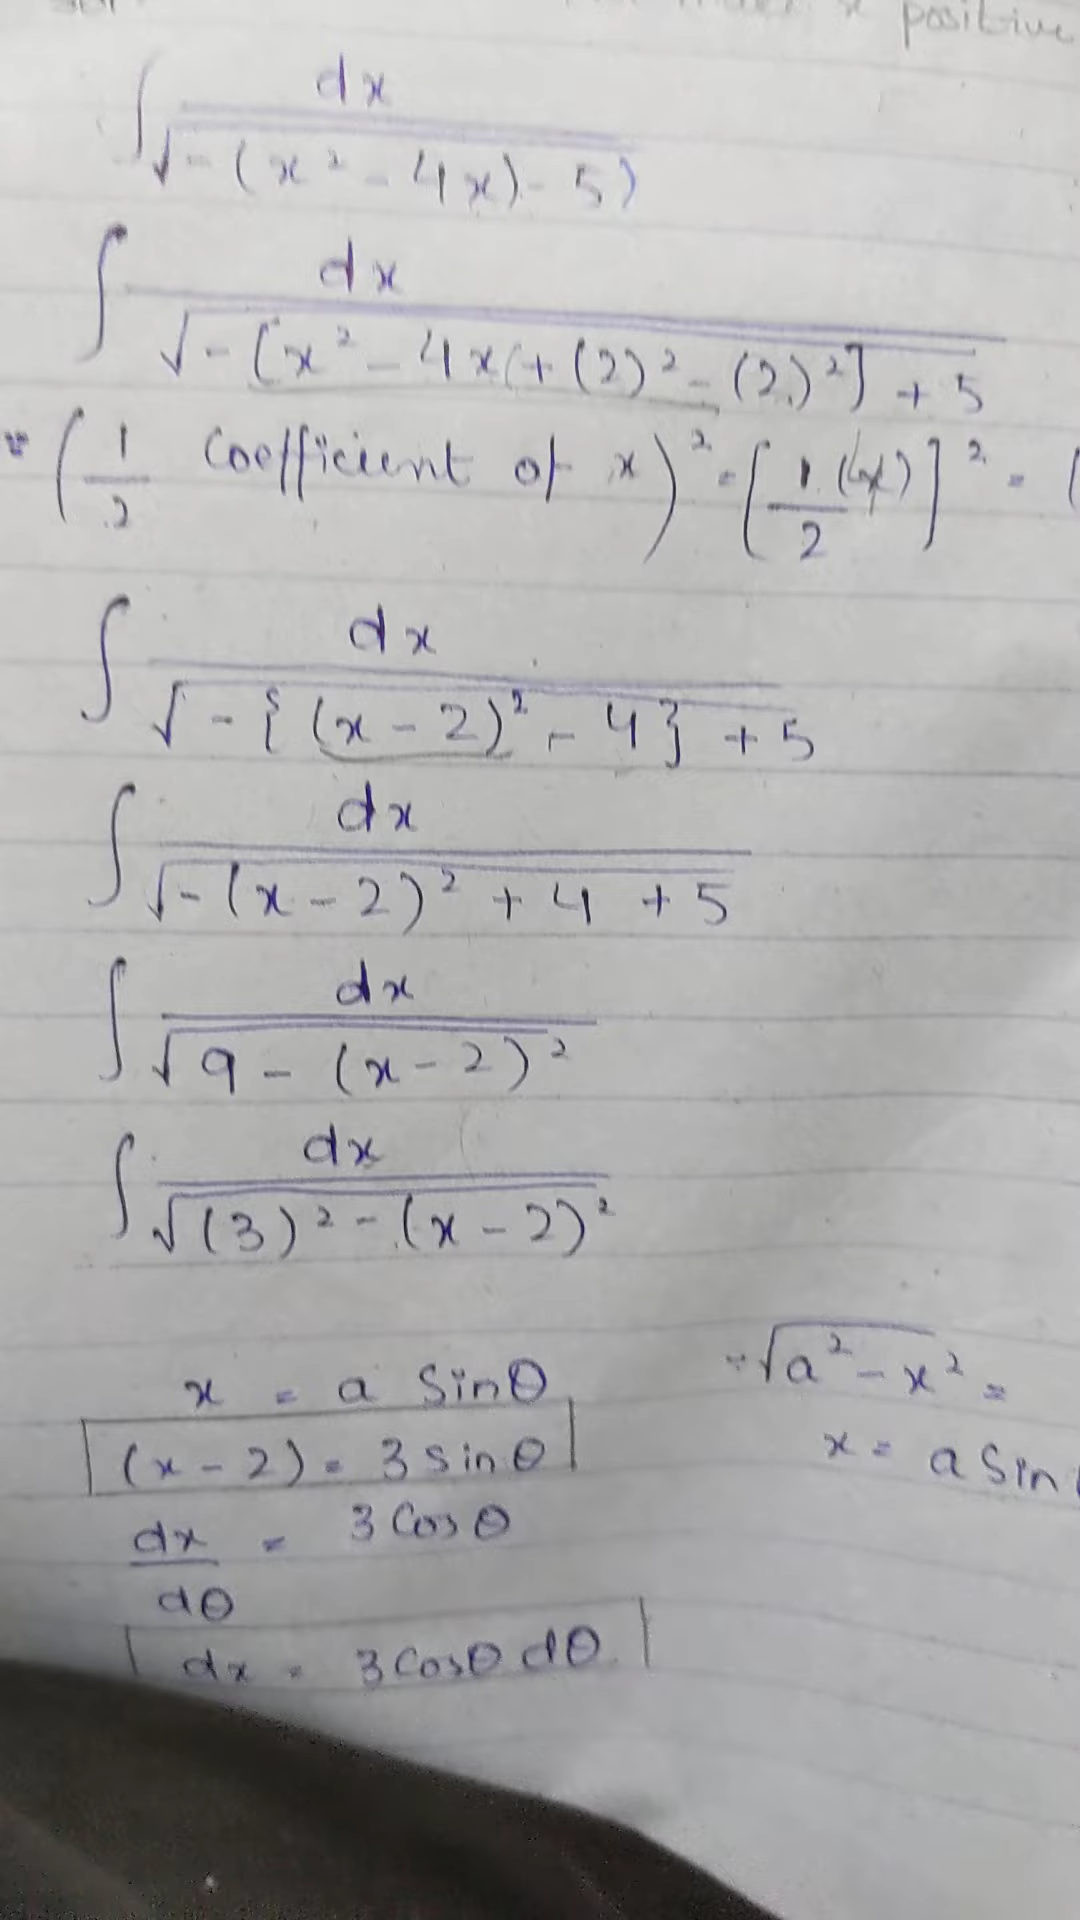 positive
∫ dx / √-(x² - 4x) - 5)
∫ dx / √-[x² - 4x + (2)² - (2)²] + 5
∵ (1/2 Coefficient of x)² = [1/2 (4)]² = (
∫ dx / √-{(x - 2)² - 4} + 5
∫ dx / √-(x - 2)² + 4 + 5
∫ dx / √9 - (x - 2)²
∫ dx / √(3)² - (x - 2)²
x = a Sinθ
∵ √a² - x² =
(x - 2) = 3 sinθ
x = a Sin
dx/dθ = 3 Cosθ
dx = 3 Cosθ dθ